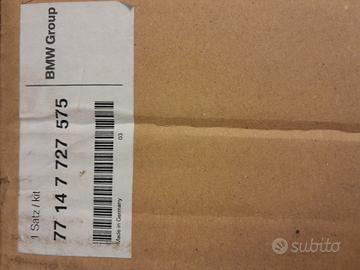 BMW Group
1 Satz / kit
77 14 7 727 575
03
Made in Germany
subito